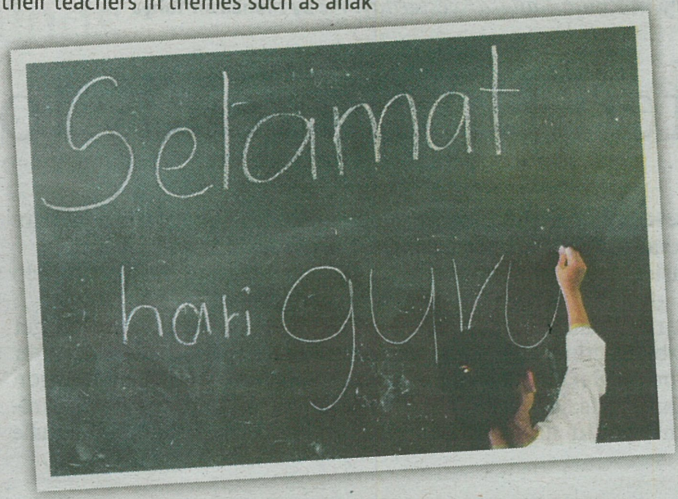 their teachers in themes such as anak
Selamat
hari guru